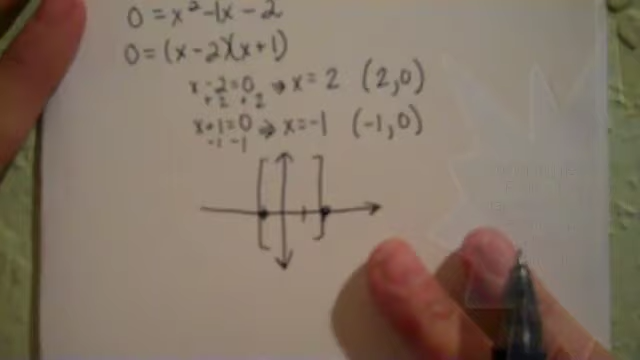 0 = x² - 1x - 2
0 = (x - 2)(x + 1)
x - 2 = 0 → x = 2 (2, 0)
+ 2 + 2
x + 1 = 0 → x = -1 (-1, 0)
- 1 - 1